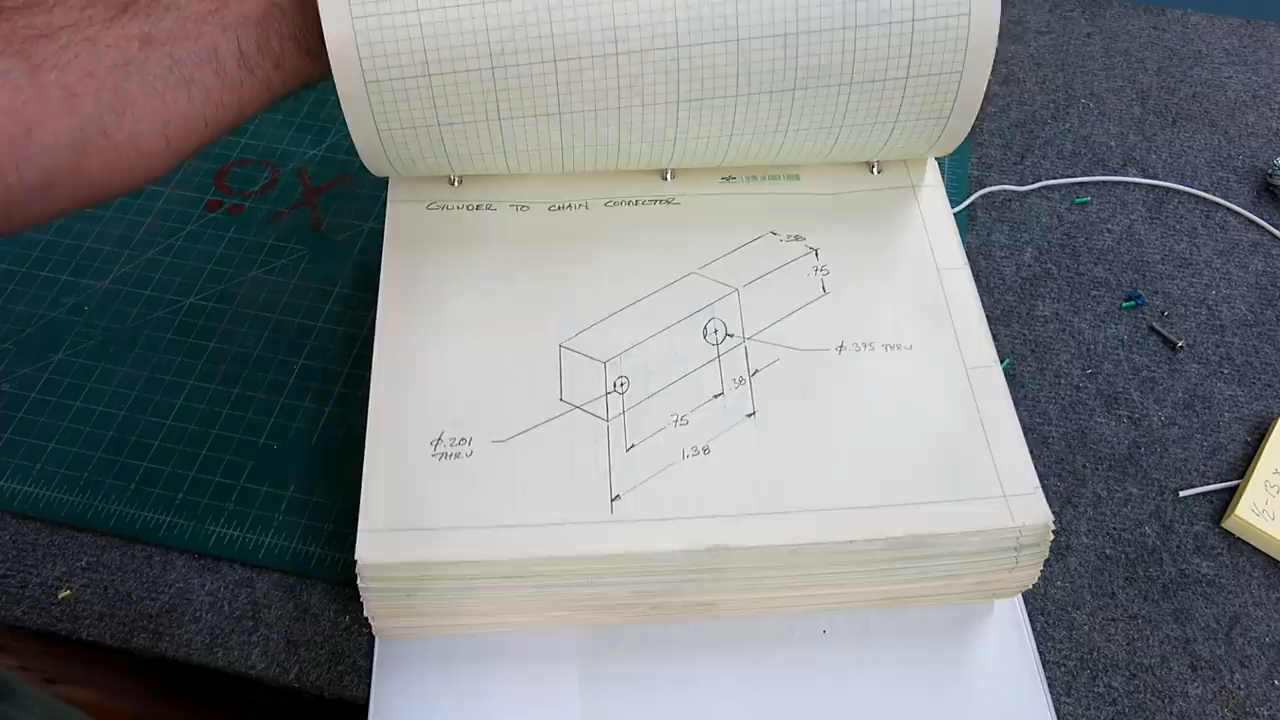 CYLINDER TO CHAIN CONNECTOR
.38
.75
Ø.375 THRU
.38
.75
1.38
Ø.201
THRU